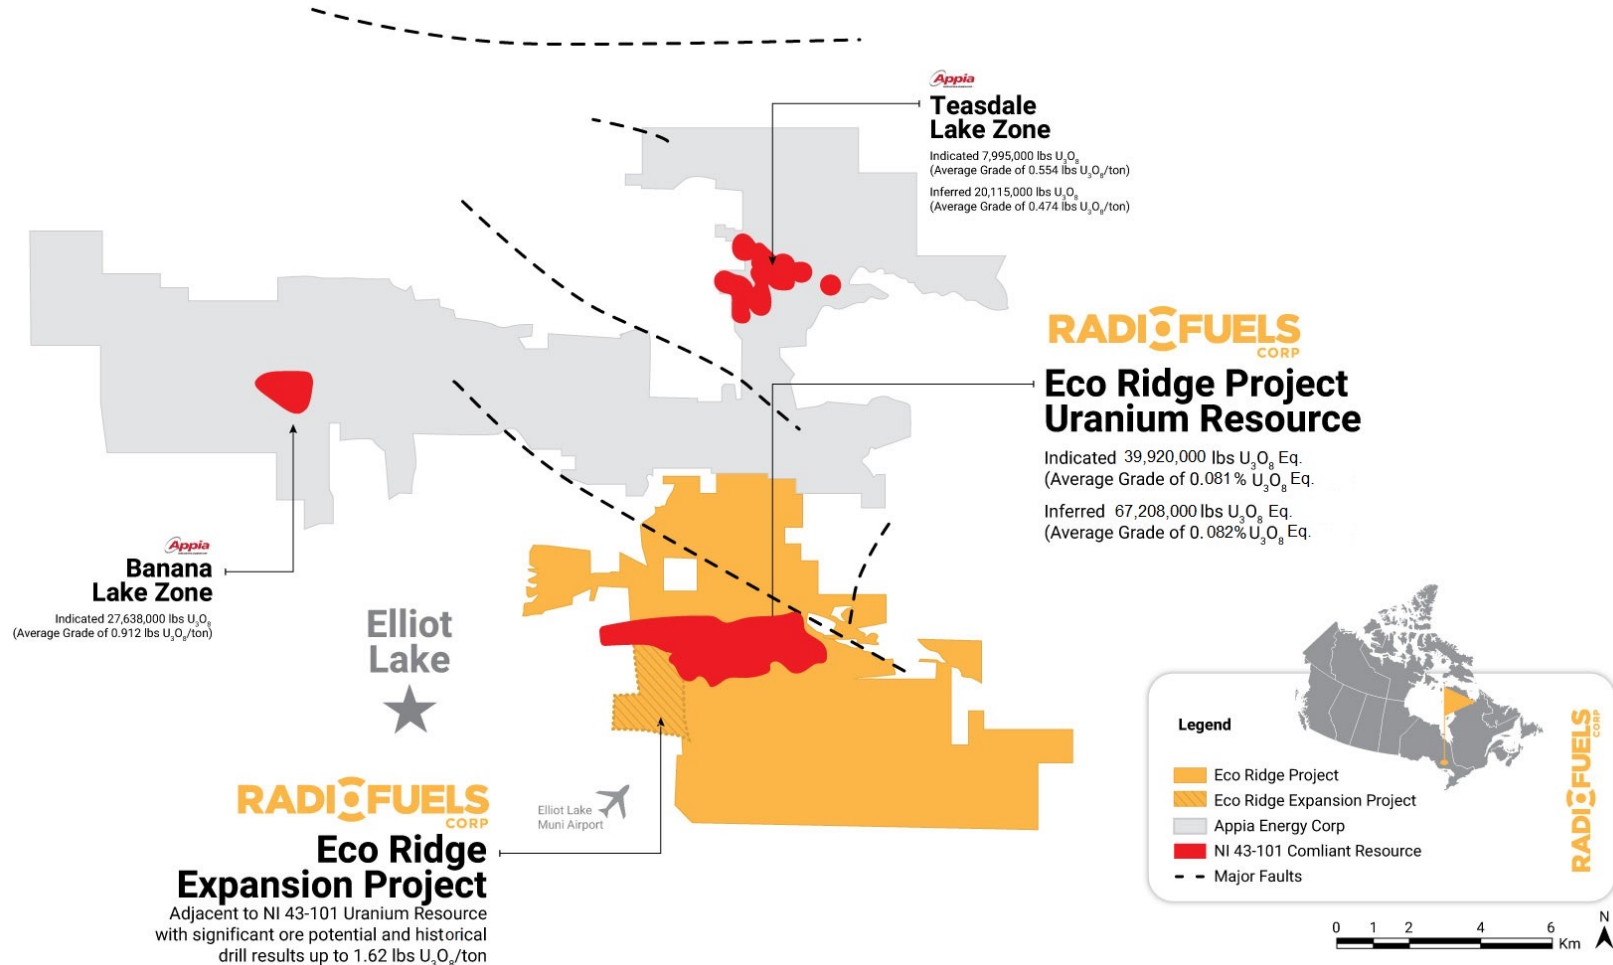 Appia
Teasdale
Lake Zone
Indicated 7,995,000 lbs U₃O₈
(Average Grade of 0.554 lbs U₃O₈/ton)
Inferred 20,115,000 lbs U₃O₈
(Average Grade of 0.474 lbs U₃O₈/ton)
RADIOFUELS
CORP
Eco Ridge Project
Uranium Resource
Indicated 39,920,000 lbs U₃O₈ Eq.
(Average Grade of 0.081% U₃O₈ Eq.
Inferred 67,208,000 lbs U₃O₈ Eq.
(Average Grade of 0.082% U₃O₈ Eq.
Appia
Banana
Lake Zone
Indicated 27,638,000 lbs U₃O₈
(Average Grade of 0.912 lbs U₃O₈/ton)
Elliot
Lake
RADIOFUELS
CORP
Eco Ridge
Expansion Project
Adjacent to NI 43-101 Uranium Resource
with significant ore potential and historical
drill results up to 1.62 lbs U₃O₈/ton
Elliot Lake
Muni Airport
Legend
Eco Ridge Project
Eco Ridge Expansion Project
Appia Energy Corp
NI 43-101 Comliant Resource
Major Faults
RADIOFUELS
CORP
0 1 2 4 6
Km
N